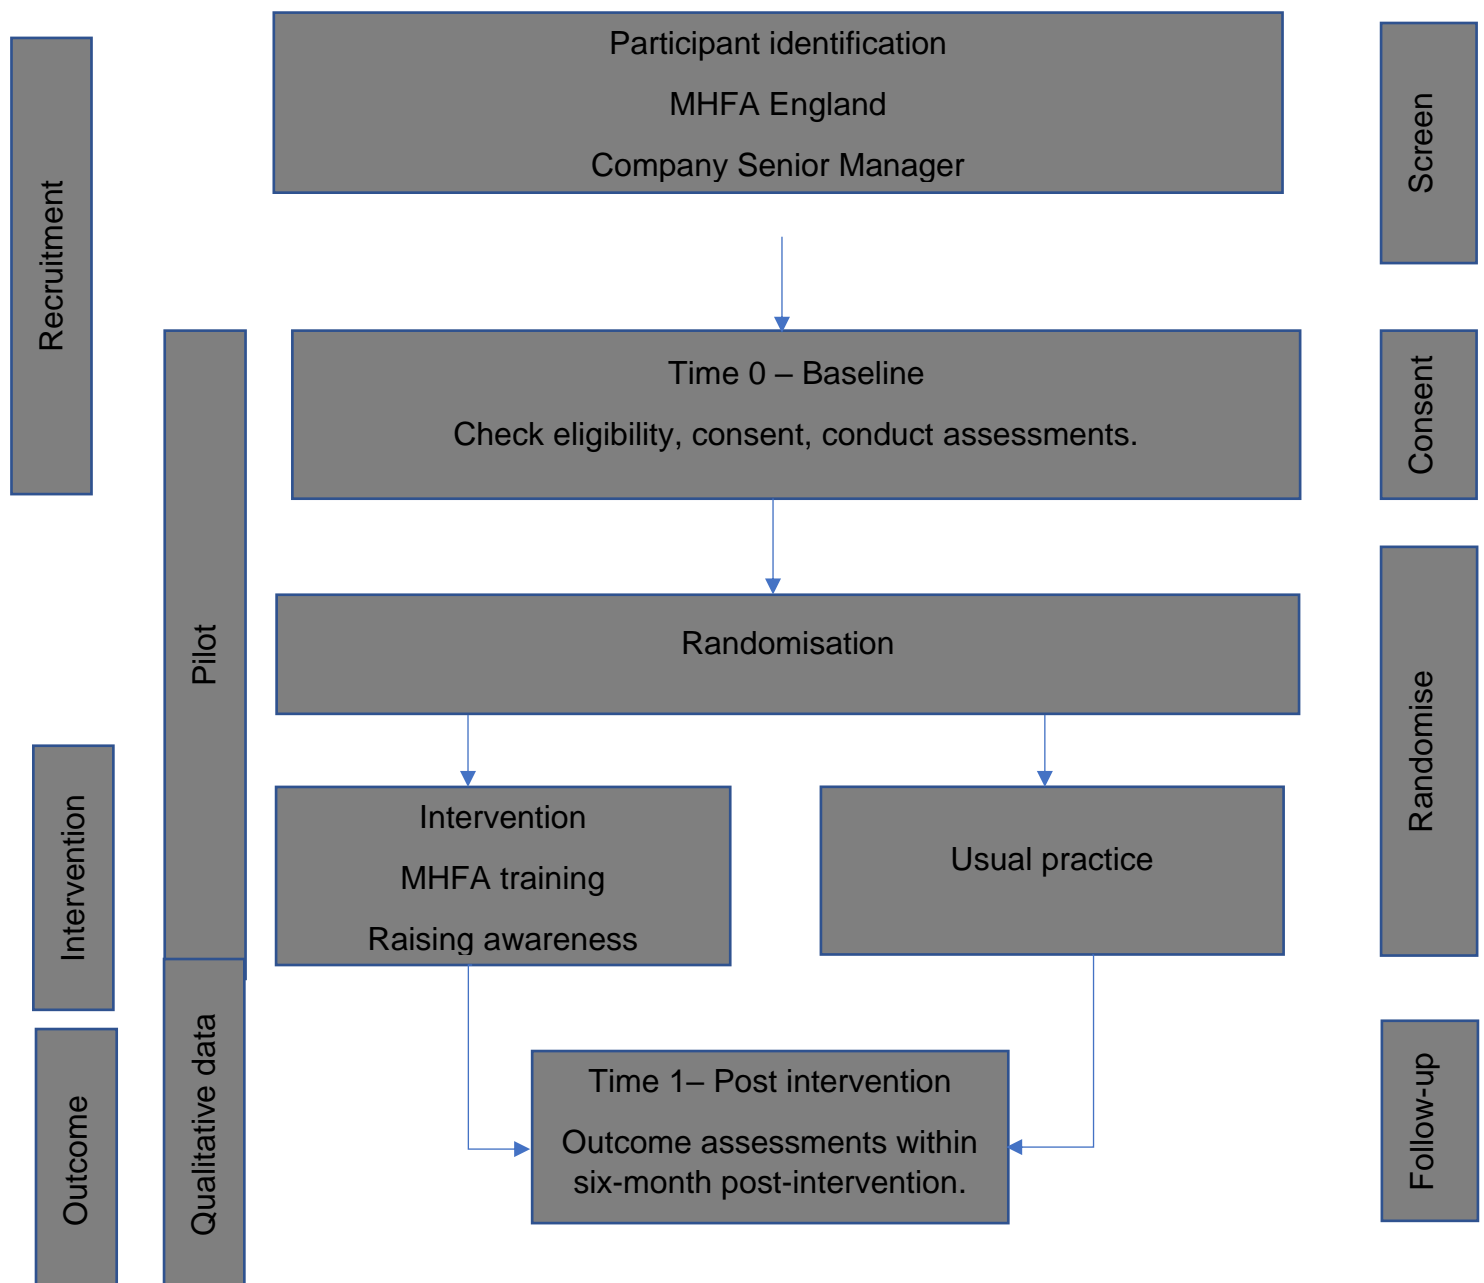 Participant identification
MHFA England
Company Senior Manager
Screen
Recruitment
Time 0 – Baseline
Check eligibility, consent, conduct assessments.
Consent
Pilot
Randomisation
Randomise
Intervention
Intervention
MHFA training
Raising awareness
Usual practice
Qualitative data
Outcome
Time 1– Post intervention
Outcome assessments within
six-month post-intervention.
Follow-up